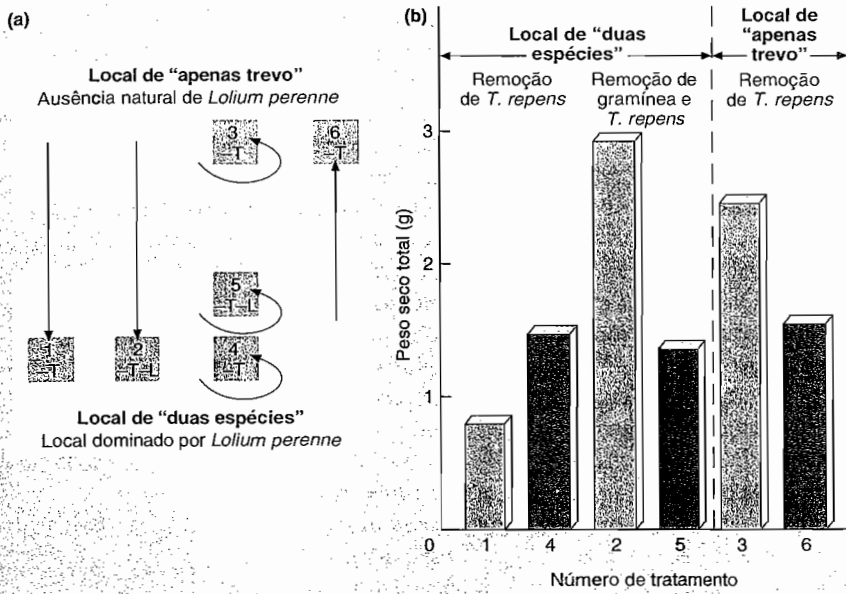 (a)
Local de “apenas trevo”
Ausência natural de Lolium perenne
3
–T
6
–T
5
–T–L
1
–T
2
–T–L
4
–T
Local de “duas espécies”
Local dominado por Lolium perenne
(b)
Local de “duas
espécies”
Local de
“apenas
trevo”
Remoção
de T. repens
Remoção de
gramínea e
T. repens
Remoção
de T. repens
Peso seco total (g)
3
2
1
0
1
4
2
5
3
6
Número de tratamento